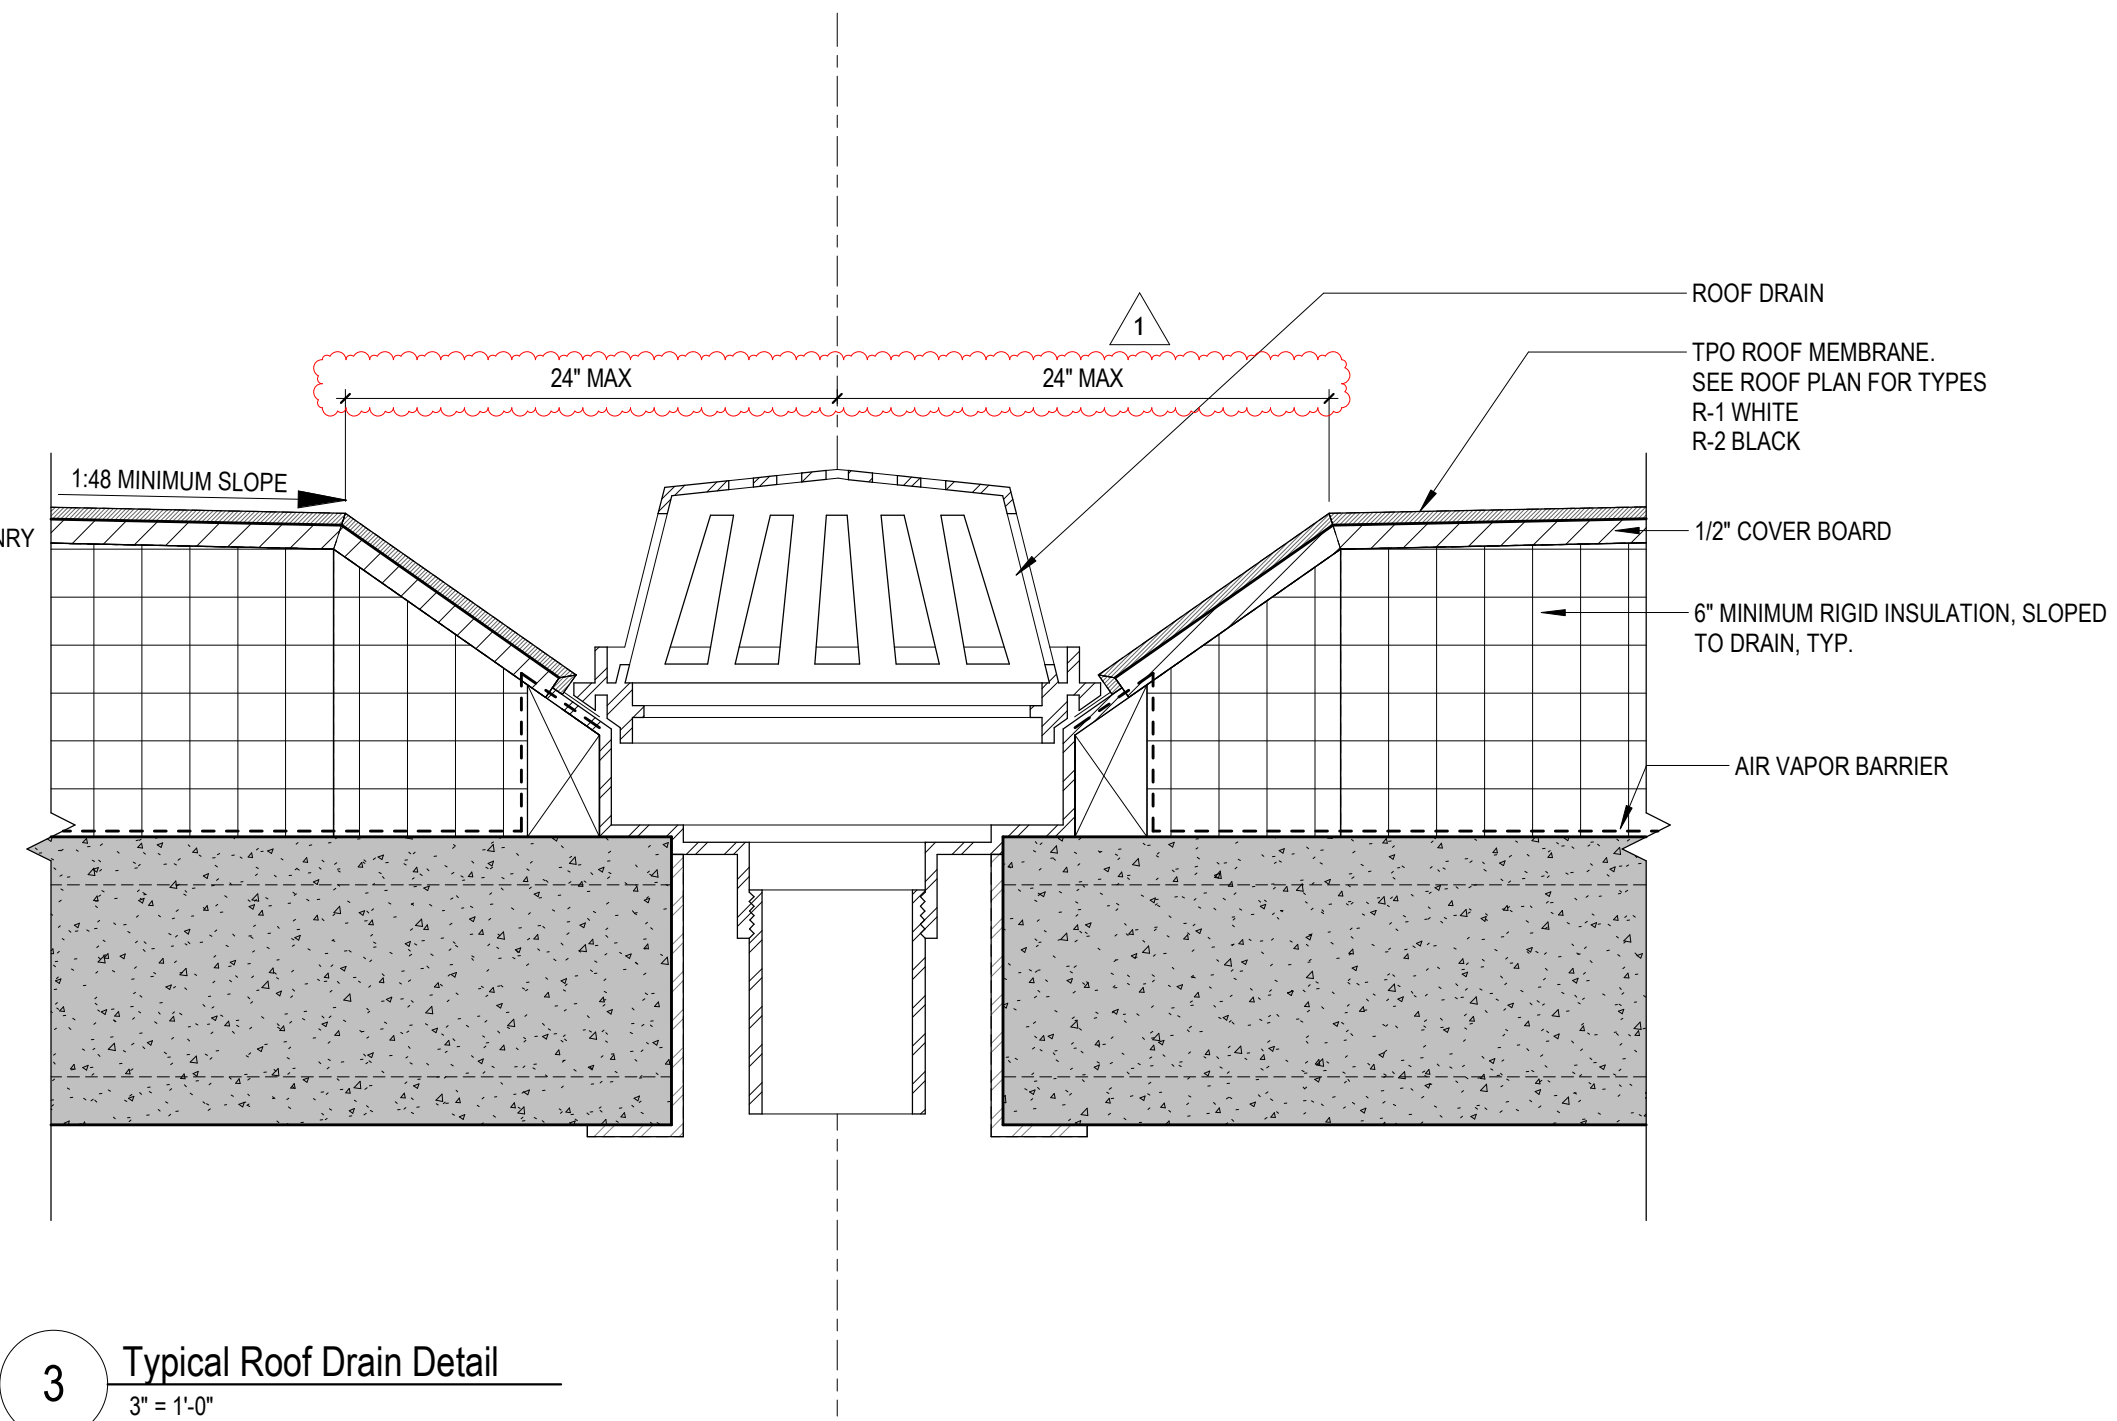 ROOF DRAIN
1
TPO ROOF MEMBRANE.
SEE ROOF PLAN FOR TYPES
R-1 WHITE
R-2 BLACK
24" MAX
24" MAX
1:48 MINIMUM SLOPE
NRY
1/2" COVER BOARD
6" MINIMUM RIGID INSULATION, SLOPED
TO DRAIN, TYP.
AIR VAPOR BARRIER
3
Typical Roof Drain Detail
3" = 1'-0"